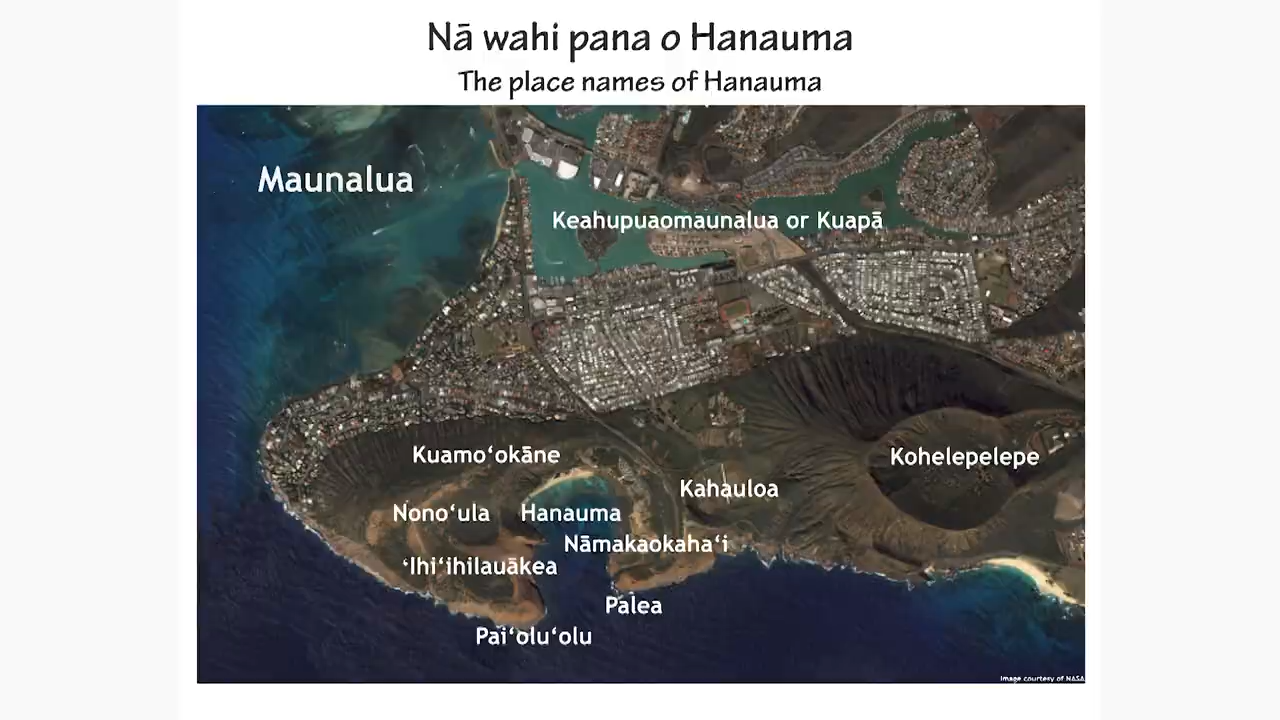 Nā wahi pana o Hanauma
The place names of Hanauma
Maunalua
Keahupuaomaunalua or Kuapā
Kuamoʻokāne
Kohelepelepe
Kahauloa
Nonoʻula
Hanauma
Nāmakaokahaʻi
ʻIhiʻihilauākea
Palea
Paiʻoluʻolu
Image courtesy of NASA